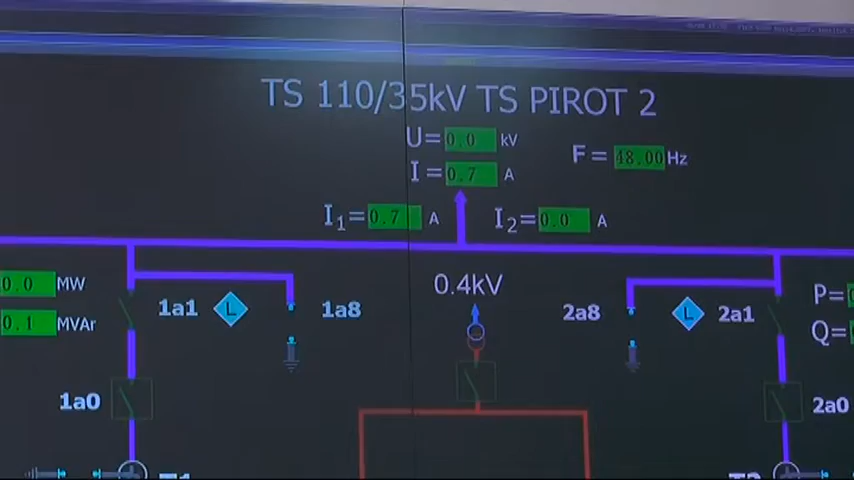 TS 110/35kV TS PIROT 2
U= 0.0 kV
F= 48.00 Hz
I= 0.7 A
I1= 0.7 A
I2= 0.0 A
0.0 MW
0.4kV
P=
1a1
L
1a8
2a8
L
2a1
0.1 MVAr
Q=
1a0
2a0